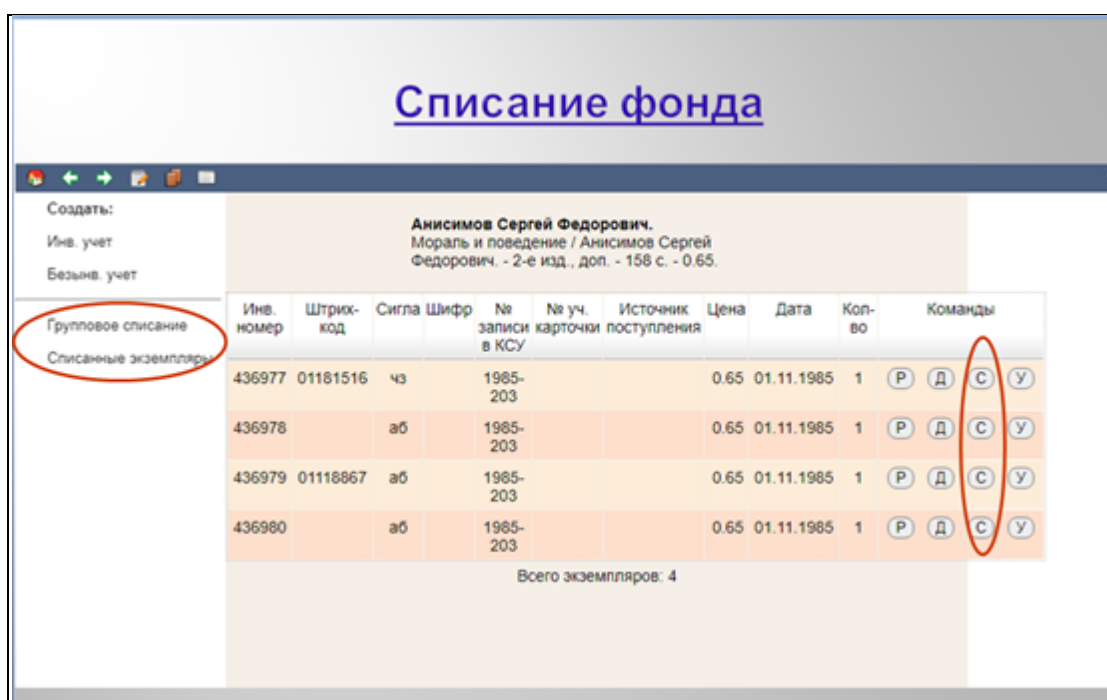 Списание фонда
Создать:
Инв. учет
Безынв. учет
Групповое списание
Списанные экземпляры
Анисимов Сергей Федорович.
Мораль и поведение / Анисимов Сергей
Федорович. - 2-е изд., доп. - 158 с. - 0.65.
Инв. номер Штрих-код Сигла Шифр № записи в КСУ № уч. карточки Источник поступления Цена Дата Кол-во Команды
436977 01181516 чз 1985-203 0.65 01.11.1985 1 Р Д С У
436978 аб 1985-203 0.65 01.11.1985 1 Р Д С У
436979 01118867 аб 1985-203 0.65 01.11.1985 1 Р Д С У
436980 аб 1985-203 0.65 01.11.1985 1 Р Д С У
Всего экземпляров: 4